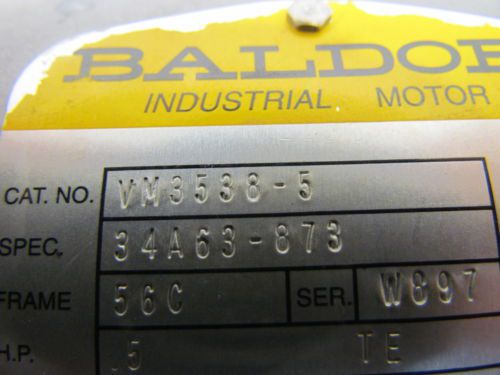 BALDOR
INDUSTRIAL MOTOR
CAT. NO. VM3538-5
SPEC. 34A63-873
FRAME 56C SER. W897
H.P. .5 TE